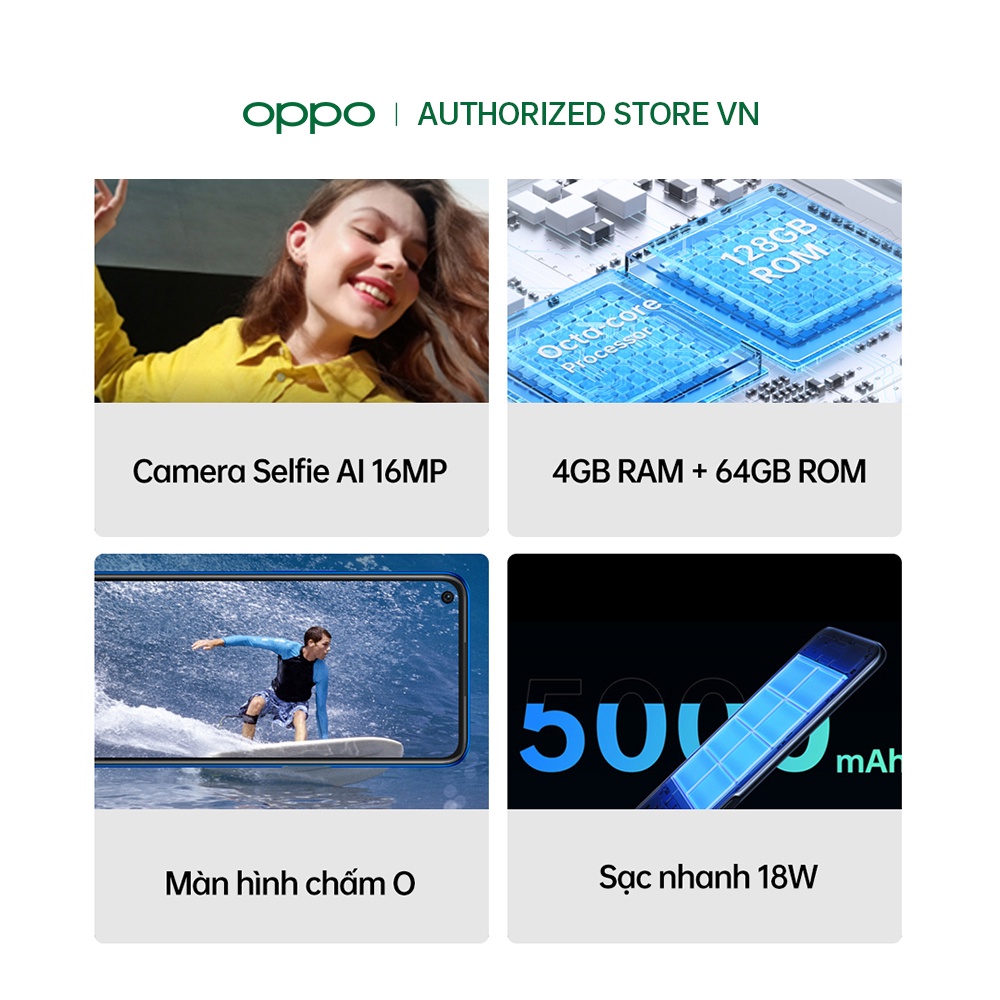 oppo | AUTHORIZED STORE VN
128GB
ROM
Octa-core
Processor
Camera Selfie AI 16MP
4GB RAM + 64GB ROM
5000 mAh
Màn hình chấm O
Sạc nhanh 18W